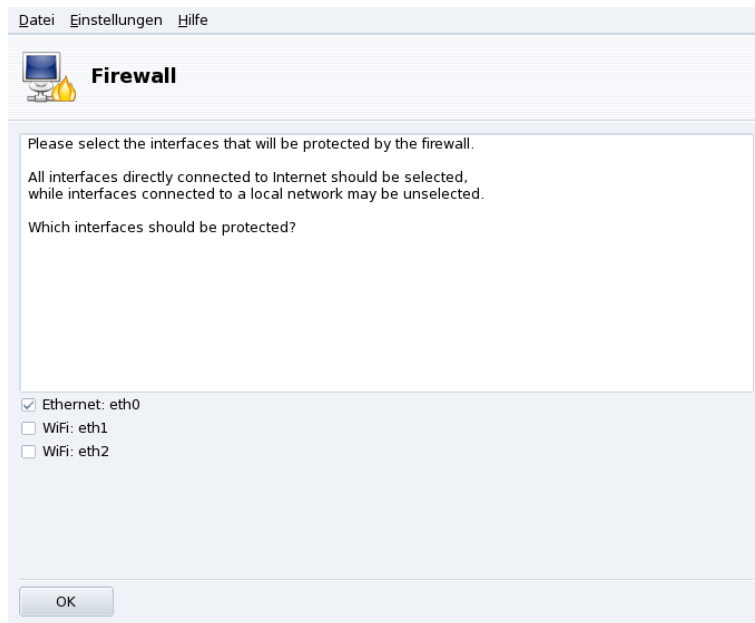 Datei Einstellungen Hilfe
Firewall
Please select the interfaces that will be protected by the firewall.
All interfaces directly connected to Internet should be selected,
while interfaces connected to a local network may be unselected.
Which interfaces should be protected?
Ethernet: eth0
WiFi: eth1
WiFi: eth2
OK